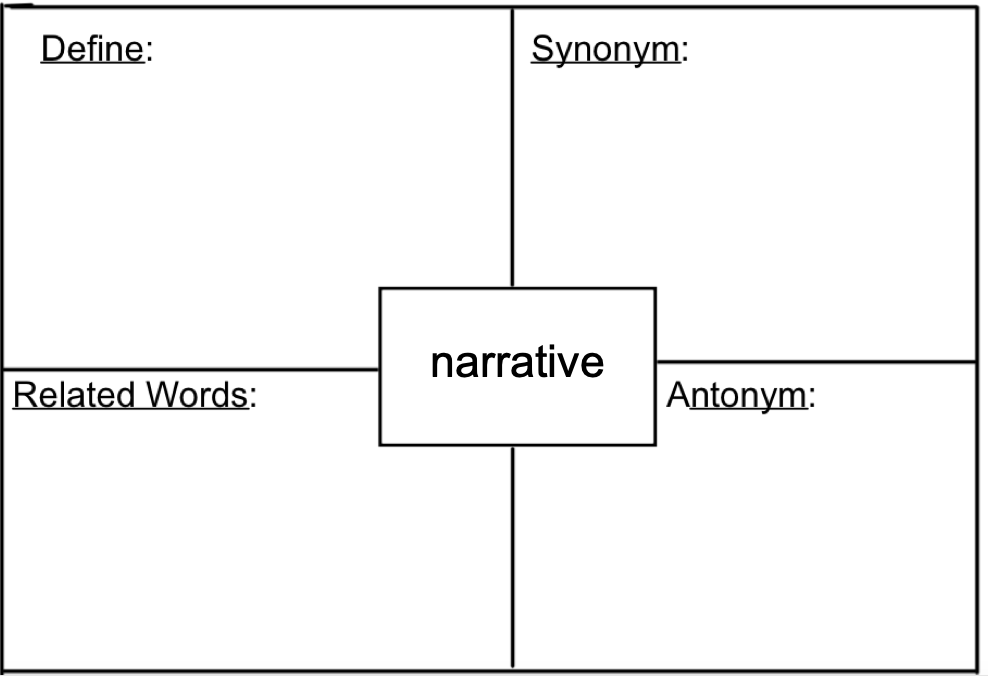 Define:
Synonym:
narrative
Related Words:
Antonym: